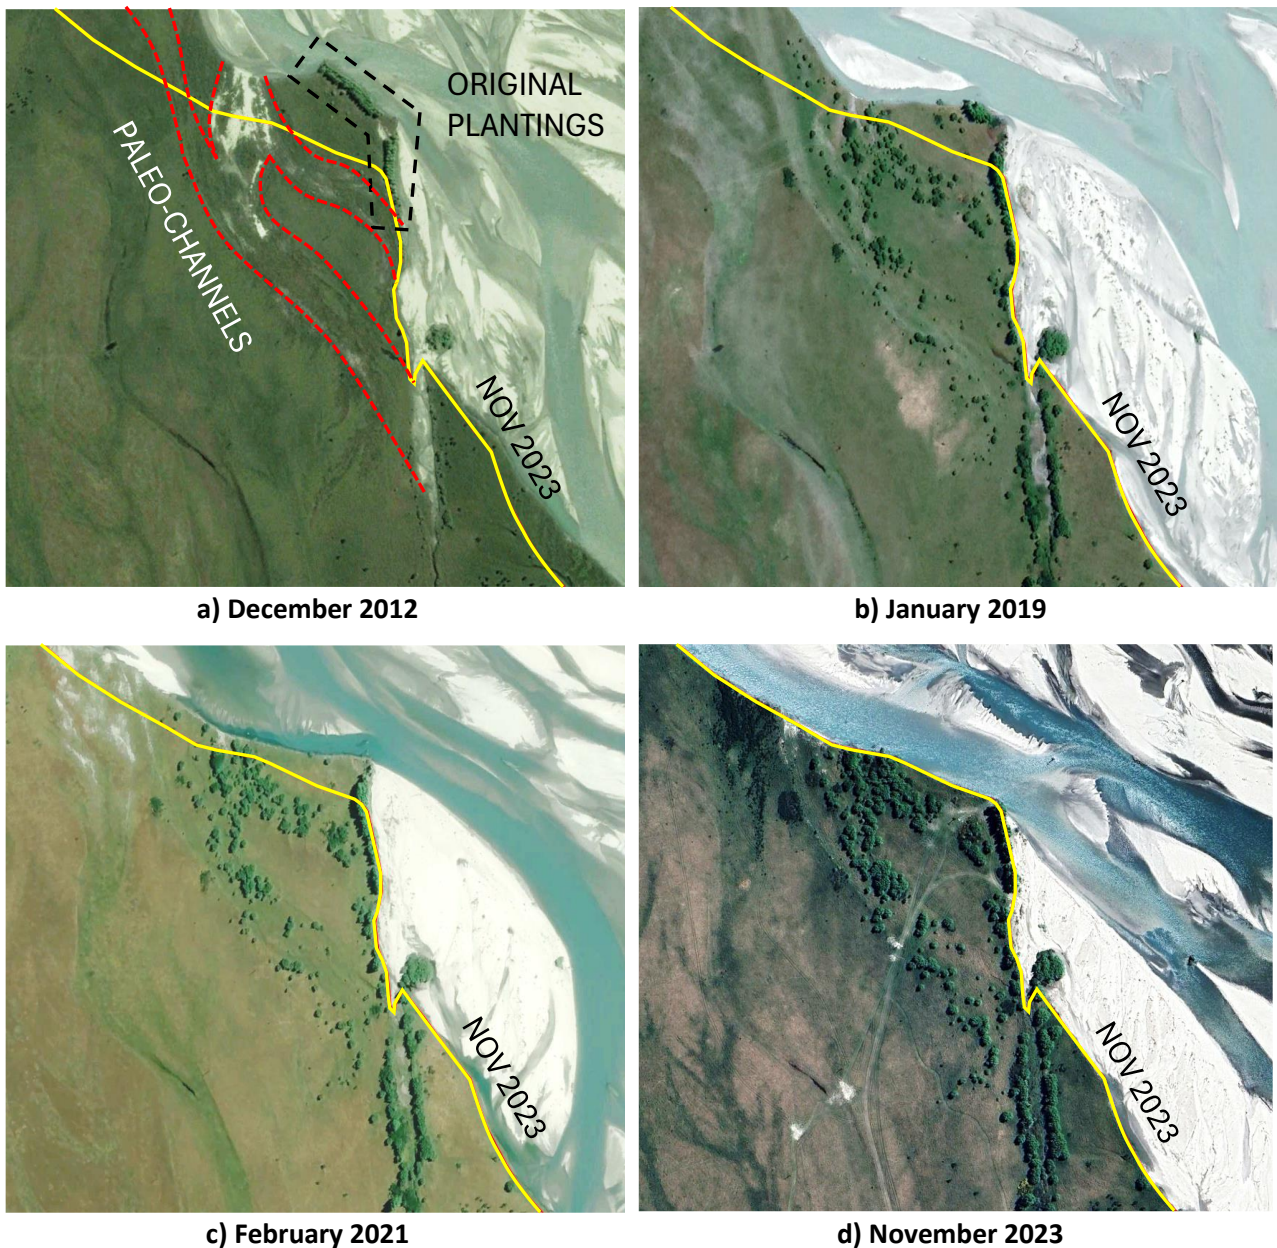 ORIGINAL
PLANTINGS
PALEO-CHANNELS
NOV 2023
a) December 2012
NOV 2023
b) January 2019
NOV 2023
c) February 2021
NOV 2023
d) November 2023